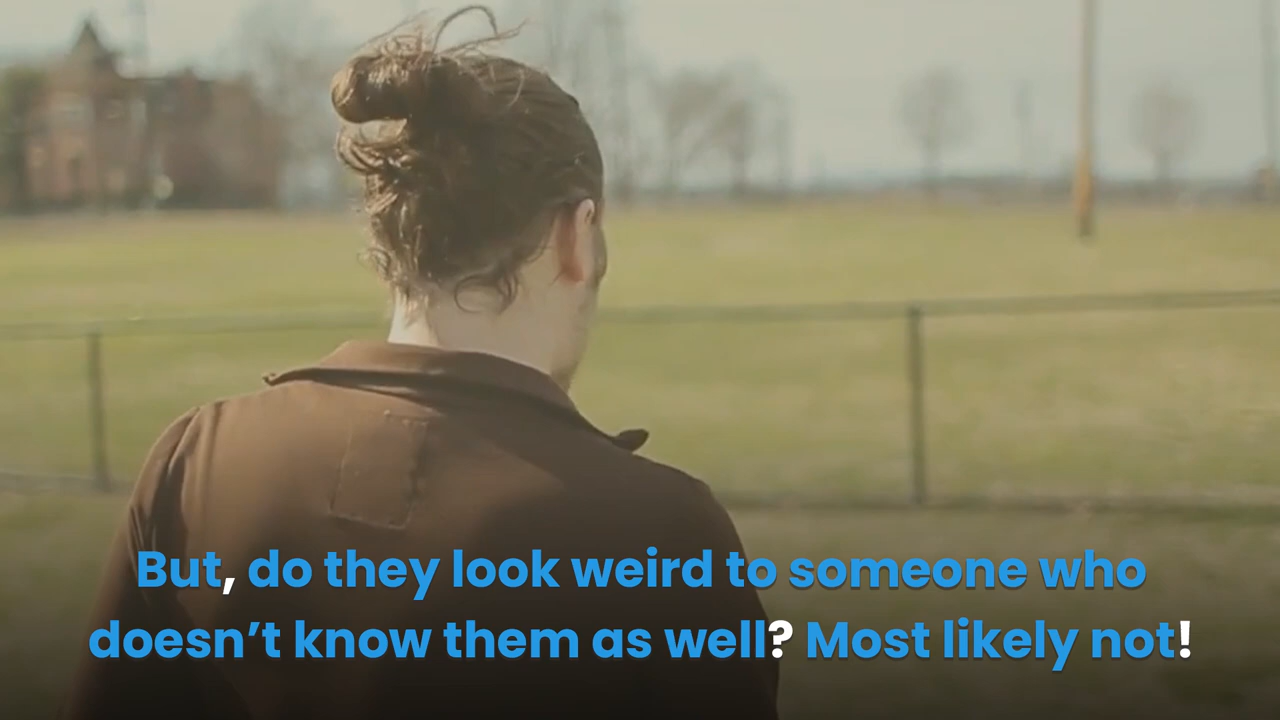 But, do they look weird to someone who
doesn’t know them as well? Most likely not!